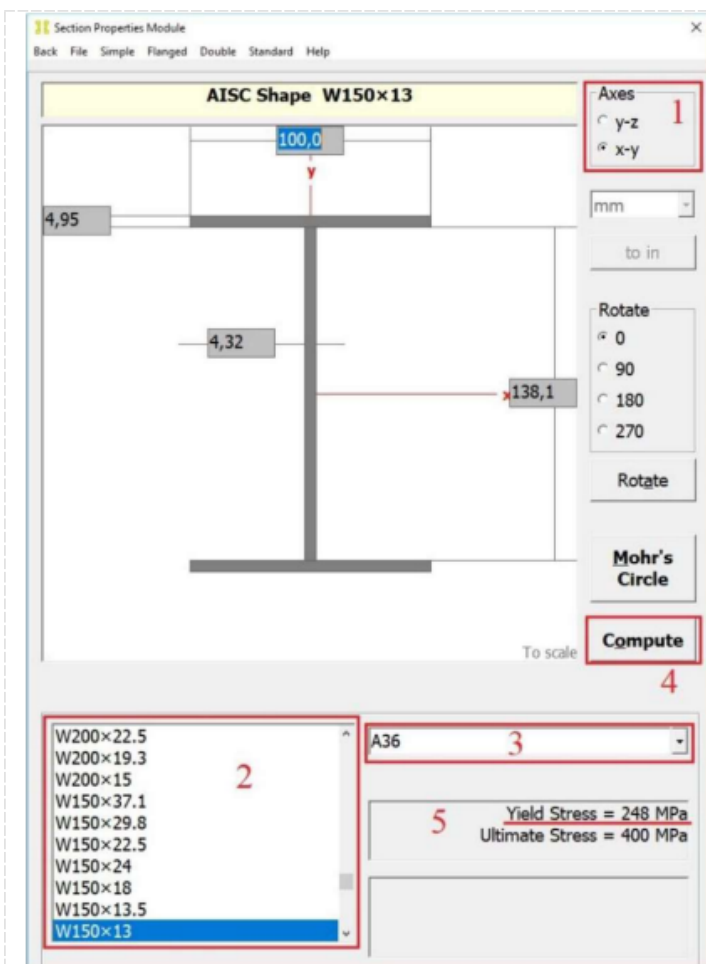 Section Properties Module
Back File Simple Flanged Double Standard Help
AISC Shape W150×13
Axes
y-z
x-y
1
100,0
y
4,95
mm
to in
4,32
x
138,1
Rotate
0
90
180
270
Rotate
Mohr's
Circle
To scale
Compute
4
W200×22.5
W200×19.3
W200×15
W150×37.1
W150×29.8
W150×22.5
W150×24
W150×18
W150×13.5
W150×13
2
A36
3
5
Yield Stress = 248 MPa
Ultimate Stress = 400 MPa